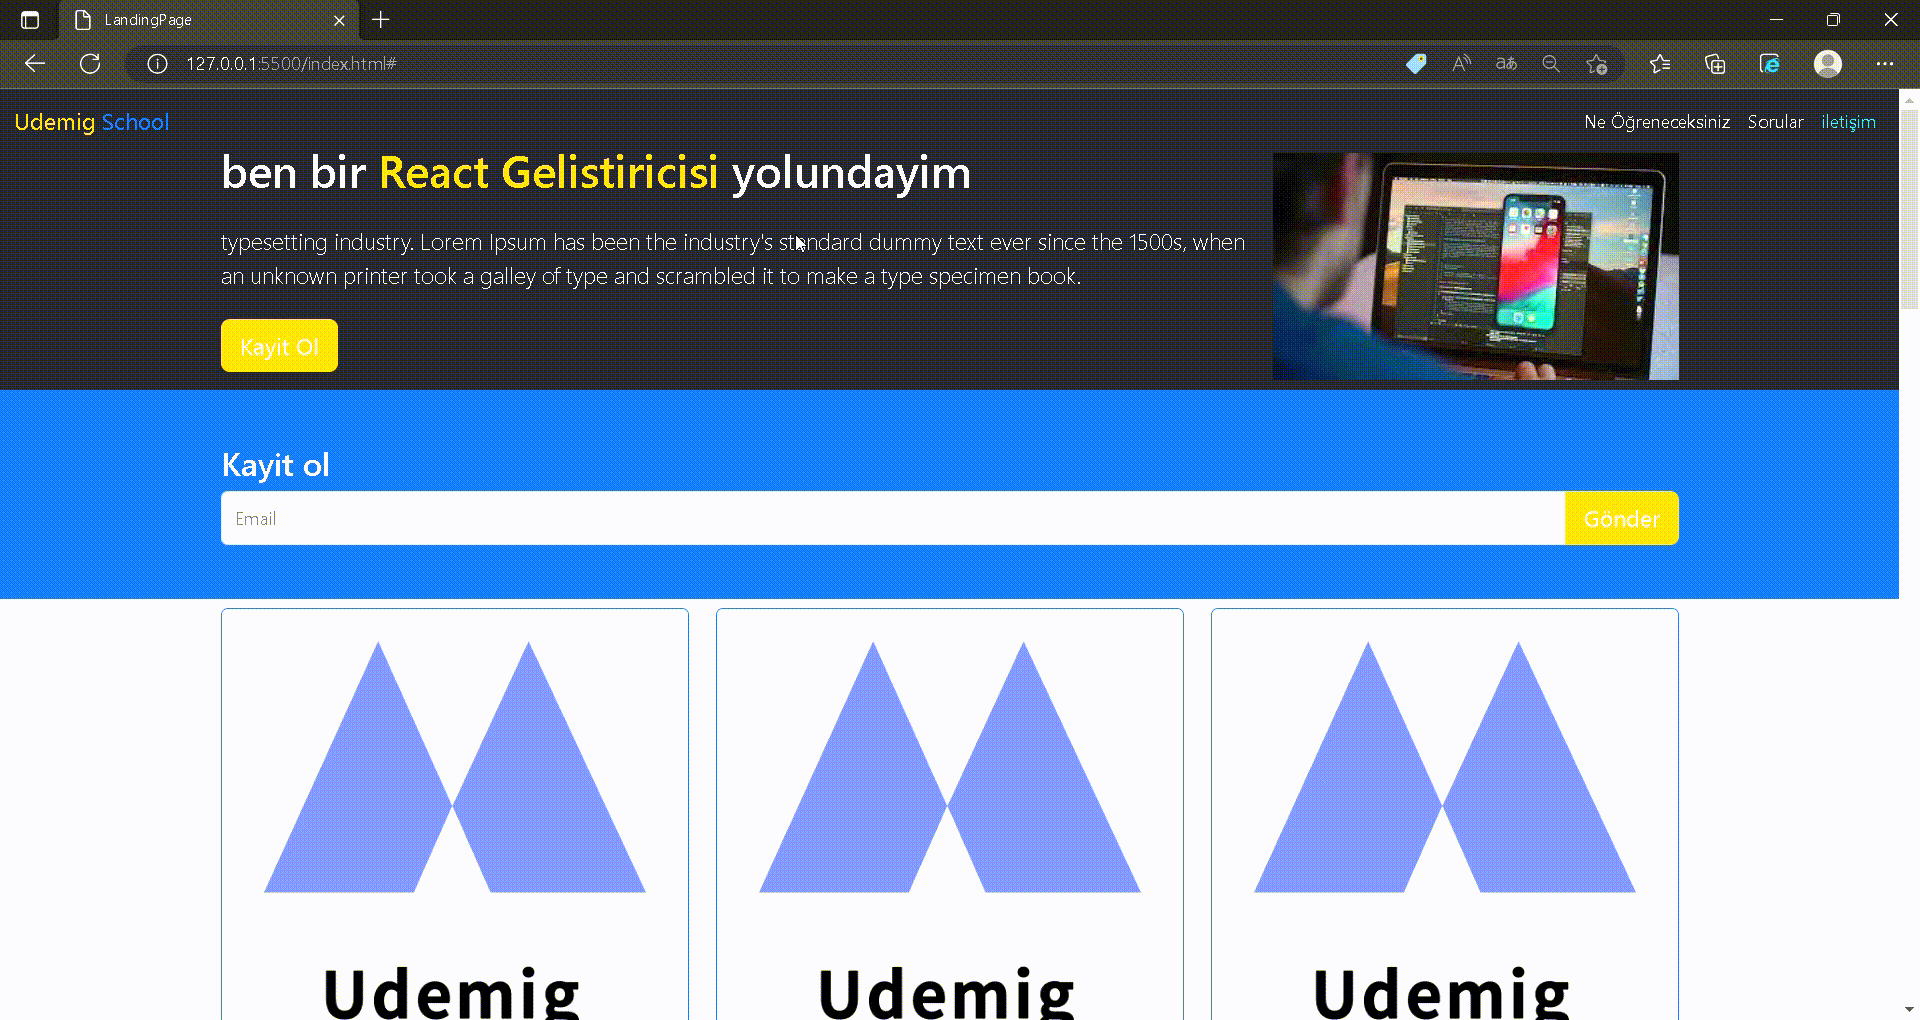 LandingPage
127.0.0.1:5500/index.html#
Udemig School
Ne Öğreneceksiniz Sorular iletişim
ben bir React Gelistiricisi yolundayim
typesetting industry. Lorem Ipsum has been the industry's standard dummy text ever since the 1500s, when
an unknown printer took a galley of type and scrambled it to make a type specimen book.
Kayit Ol
Kayit ol
Email
Gönder
Udemig
Udemig
Udemig